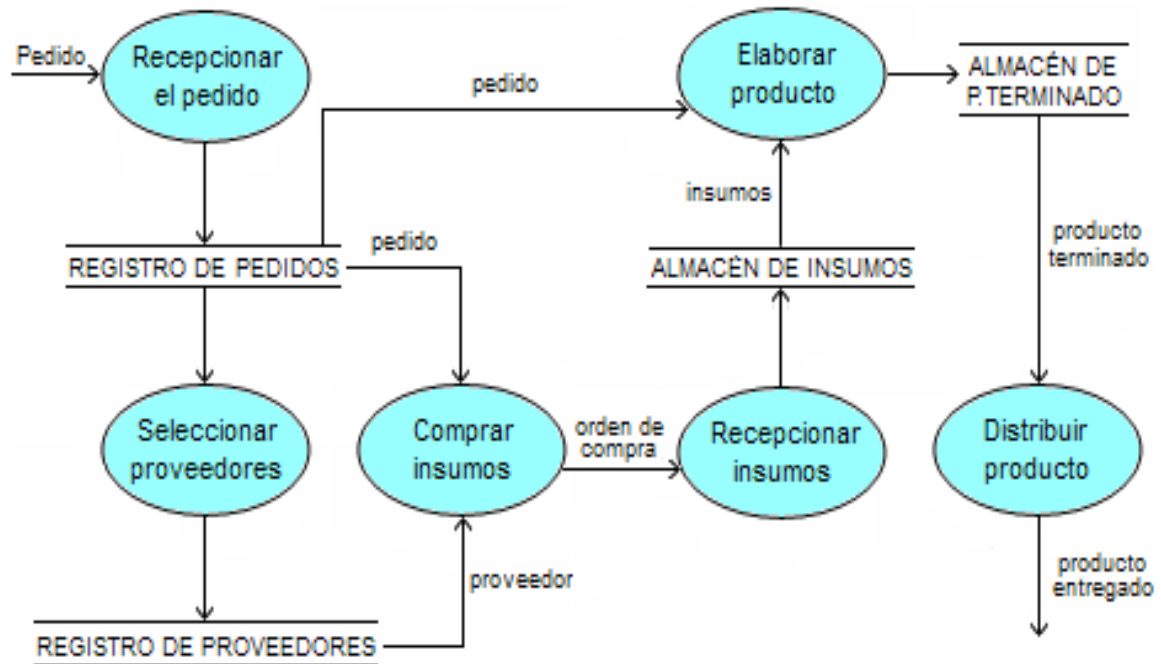 Pedido
Recepcionar
el pedido
pedido
Elaborar
producto
ALMACÉN DE
P.TERMINADO
insumos
REGISTRO DE PEDIDOS
pedido
ALMACÉN DE INSUMOS
producto
terminado
Seleccionar
proveedores
Comprar
insumos
orden de
compra
Recepcionar
insumos
Distribuir
producto
proveedor
producto
entregado
REGISTRO DE PROVEEDORES